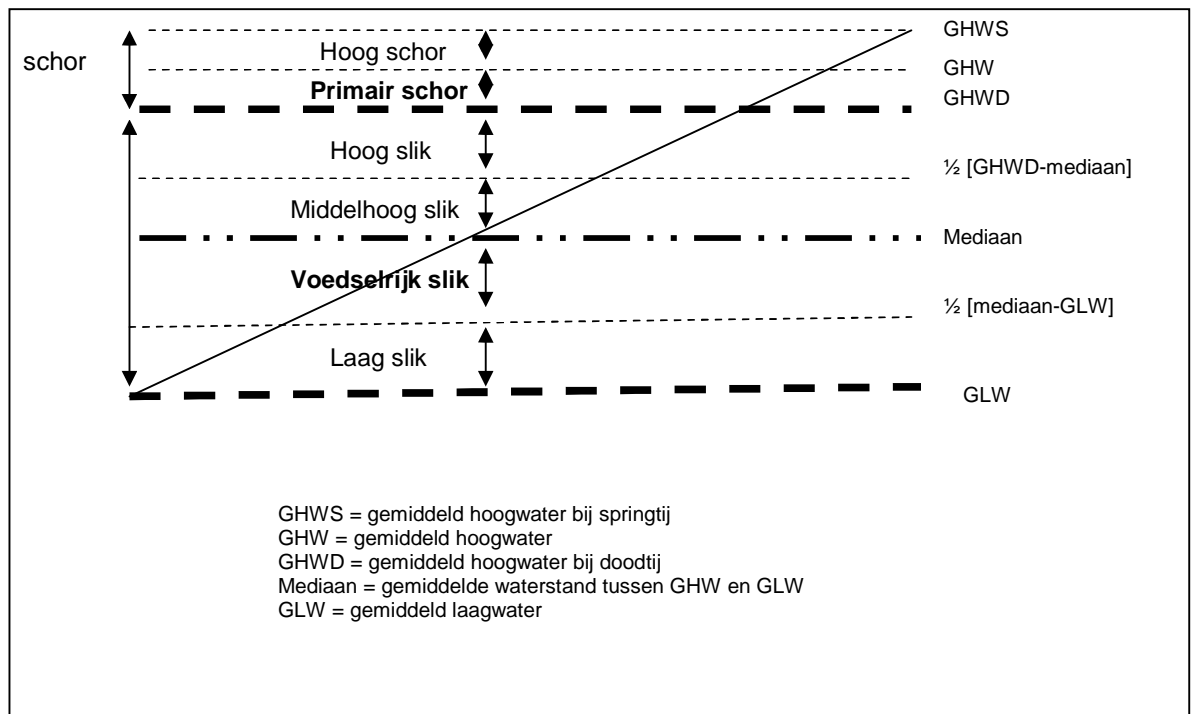 GHWS
Hoog schor
schor
GHW
Primair schor
GHWD
Hoog slik
½ [GHWD-mediaan]
Middelhoog slik
Mediaan
Voedselrijk slik
½ [mediaan-GLW]
Laag slik
GLW
GHWS = gemiddeld hoogwater bij springtij
GHW = gemiddeld hoogwater
GHWD = gemiddeld hoogwater bij doodtij
Mediaan = gemiddelde waterstand tussen GHW en GLW
GLW = gemiddeld laagwater